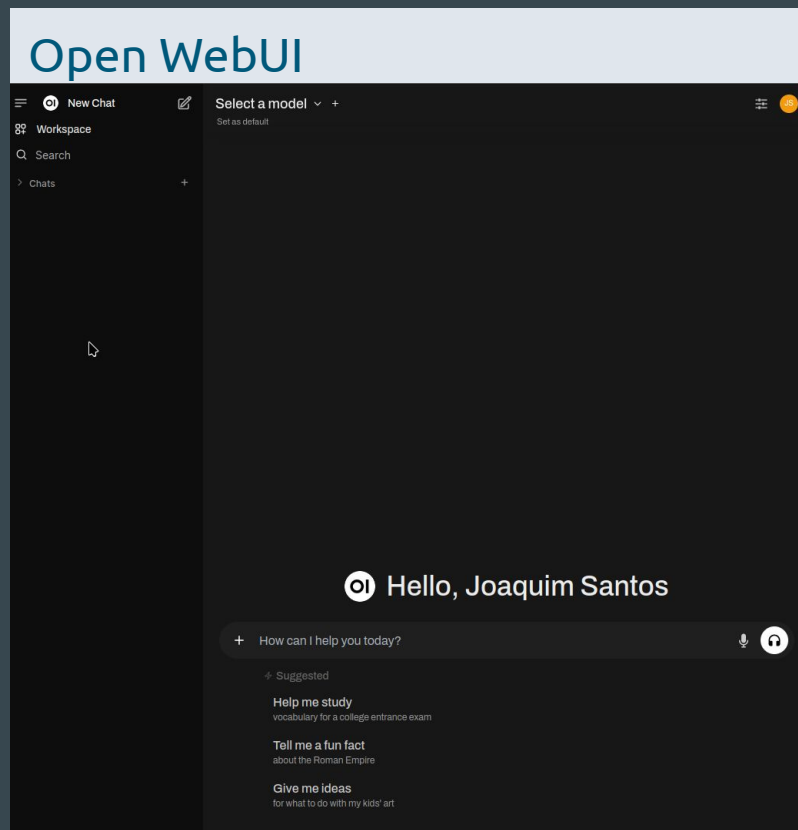 Open WebUI
OI New Chat
Workspace
Search
Chats +
Select a model +
Set as default
JS
OI Hello, Joaquim Santos
+ How can I help you today?
Suggested
Help me study
vocabulary for a college entrance exam
Tell me a fun fact
about the Roman Empire
Give me ideas
for what to do with my kids' art